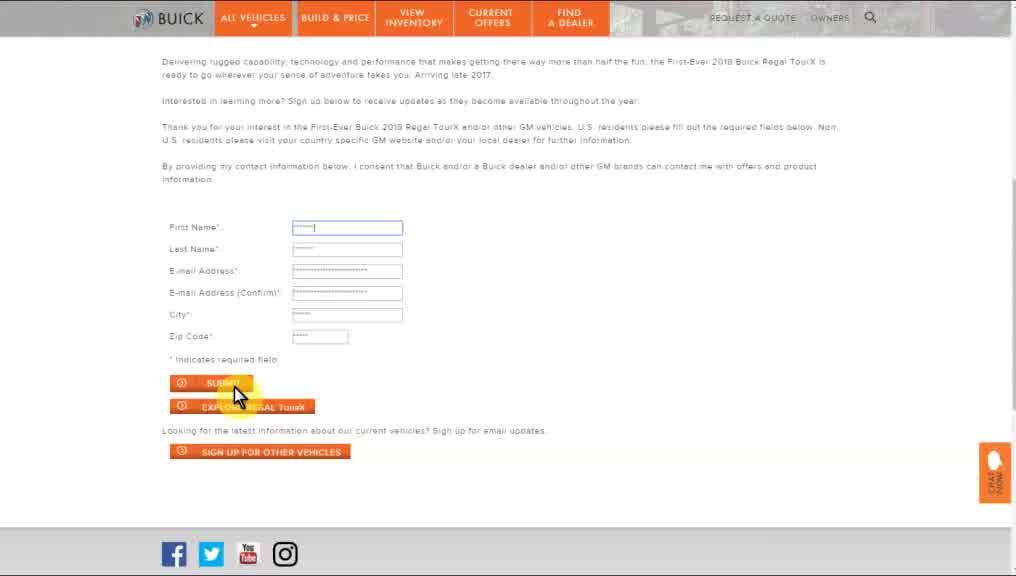 BUICK
ALL VEHICLES
BUILD & PRICE
VIEW INVENTORY
CURRENT OFFERS
FIND A DEALER
REQUEST A QUOTE
OWNERS
Delivering rugged capability, technology and performance that makes getting there way more than half the fun, the First-Ever 2018 Buick Regal TourX is
ready to go wherever your sense of adventure takes you. Arriving late 2017.
Interested in learning more? Sign up below to receive updates as they become available throughout the year.
Thank you for your interest in the First-Ever Buick 2018 Regal TourX and/or other GM vehicles. U.S. residents please fill out the required fields below. Non
U.S. residents please visit your country specific GM website and/or your local dealer for further information.
By providing my contact information below, I consent that Buick and/or a Buick dealer and/or other GM brands can contact me with offers and product
information.
First Name*:
Last Name*:
E-mail Address*:
E-mail Address (Confirm)*:
City*:
Zip Code*:
* Indicates required field
SUBMIT
EXPLORE REGAL TourX
Looking for the latest information about our current vehicles? Sign up for email updates.
SIGN UP FOR OTHER VEHICLES
CHAT NOW
You Tube